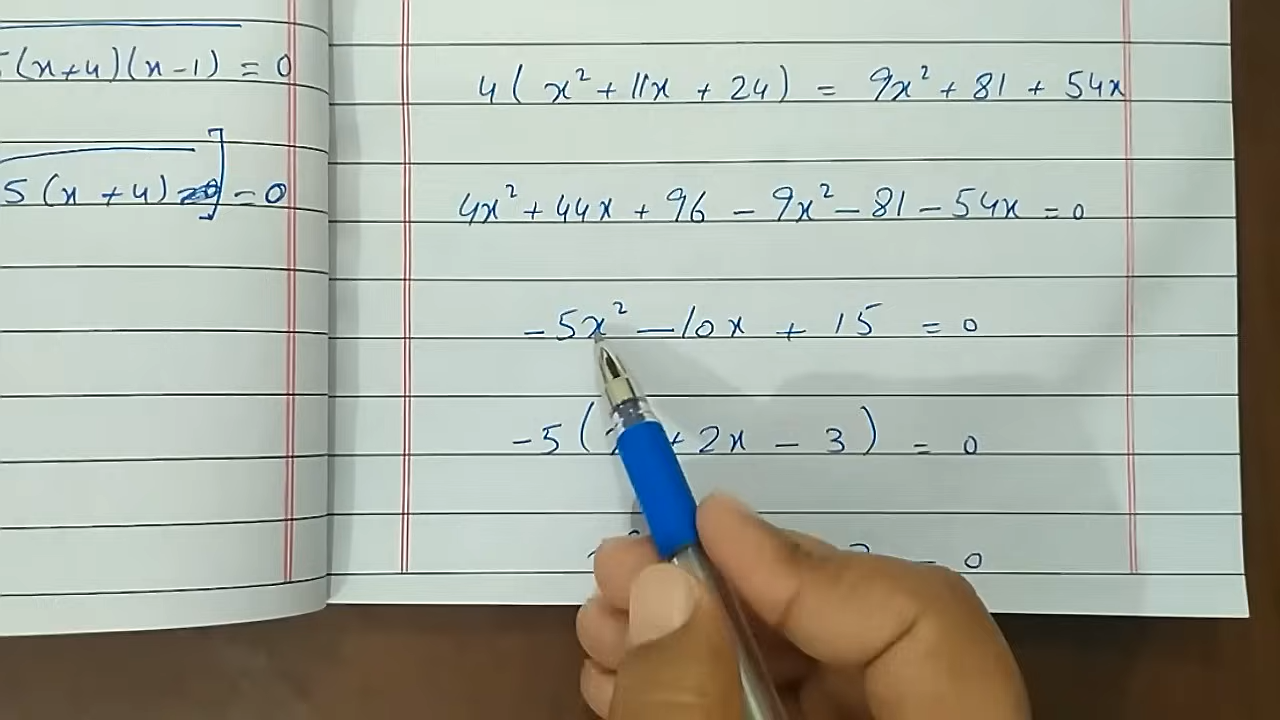 (x+4)(x-1) = 0
5(x+4)] = 0
4(x² + 11x + 24) = 9x² + 81 + 54x
4x² + 44x + 96 - 9x² - 81 - 54x = 0
-5x² - 10x + 15 = 0
-5( + 2x - 3) = 0
0